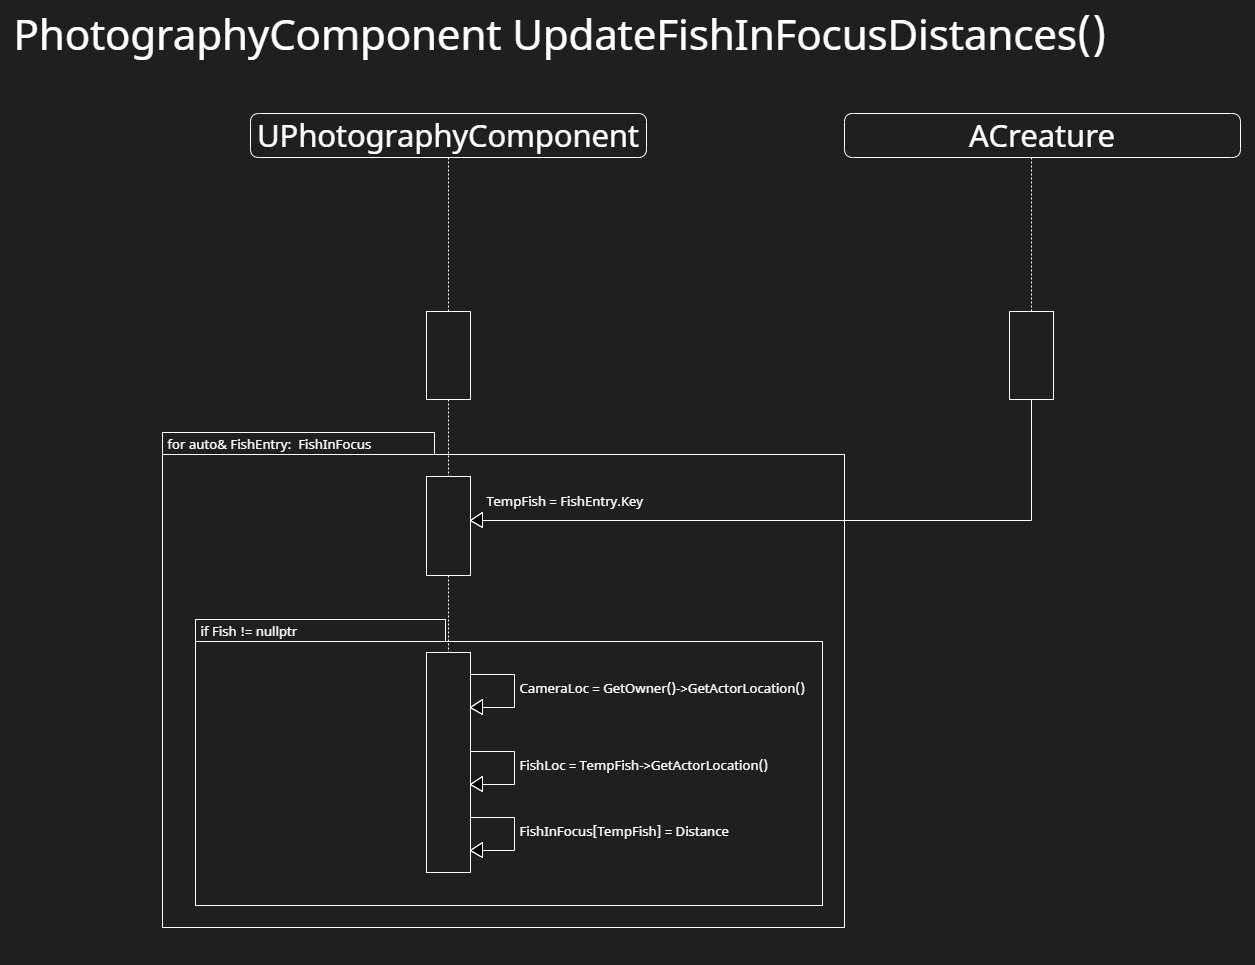 PhotographyComponent UpdateFishInFocusDistances()
UPhotographyComponent
ACreature
for auto& FishEntry:  FishInFocus
TempFish = FishEntry.Key
if Fish != nullptr
CameraLoc = GetOwner()->GetActorLocation()
FishLoc = TempFish->GetActorLocation()
FishInFocus[TempFish] = Distance